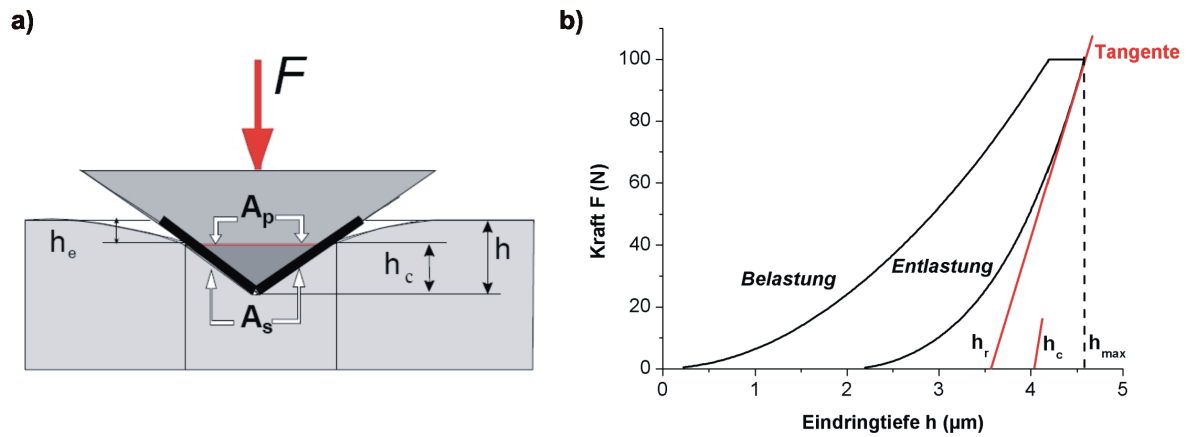 a)
F
Ap
he
hc
h
As
b)
Kraft F (N)
100
80
60
40
20
0
Tangente
Belastung
Entlastung
hr
hc
hmax
0
1
2
3
4
5
Eindringtiefe h (µm)